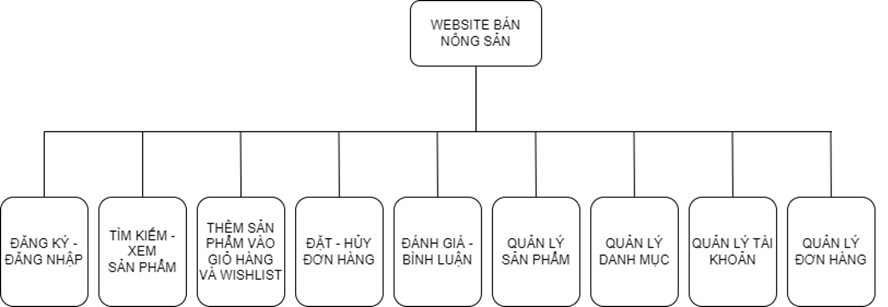 WEBSITE BÁN
NÔNG SẢN
ĐĂNG KÝ -
ĐĂNG NHẬP
TÌM KIẾM -
XEM
SẢN PHẨM
THÊM SẢN
PHẨM VÀO
GIỎ HÀNG
VÀ WISHLIST
ĐẶT - HỦY
ĐƠN HÀNG
ĐÁNH GIÁ -
BÌNH LUẬN
QUẢN LÝ
SẢN PHẨM
QUẢN LÝ
DANH MỤC
QUẢN LÝ TÀI
KHOẢN
QUẢN LÝ
ĐƠN HÀNG